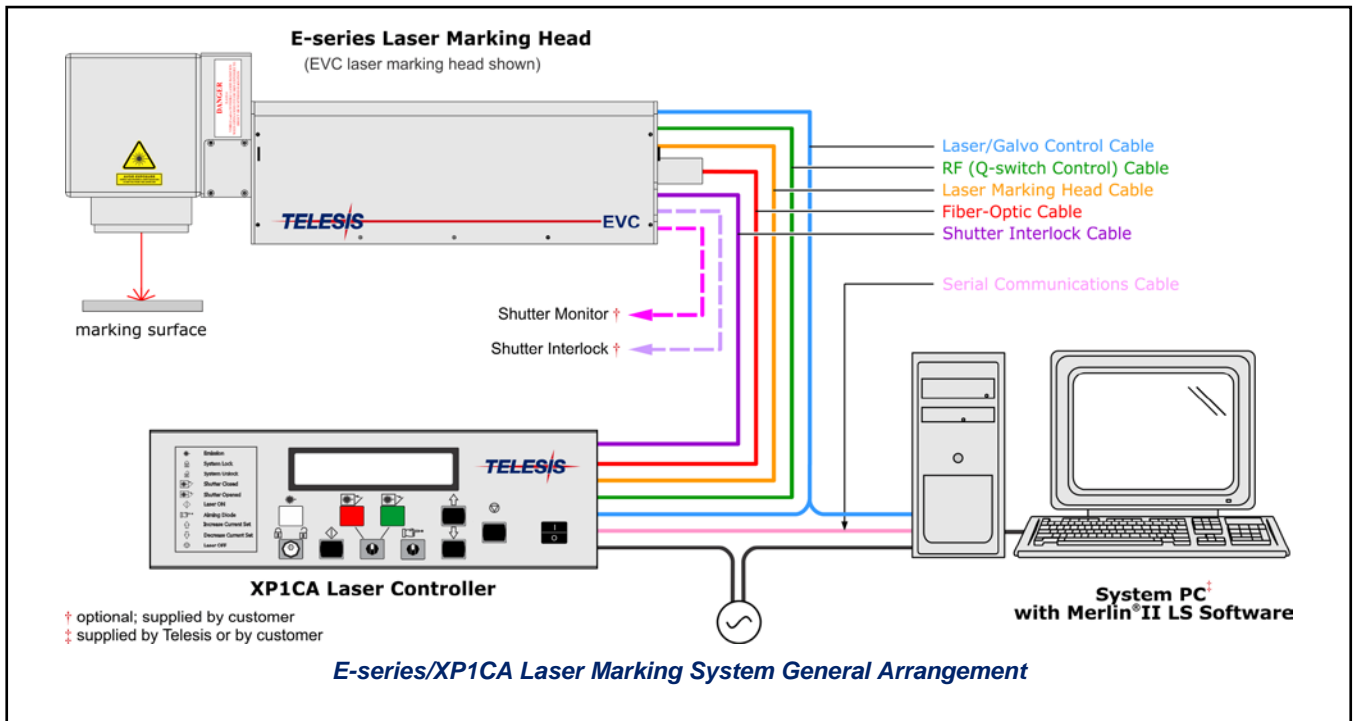 E-series Laser Marking Head
(EVC laser marking head shown)
DANGER
TELESIS
EVC
marking surface
Laser/Galvo Control Cable
RF (Q-switch Control) Cable
Laser Marking Head Cable
Fiber-Optic Cable
Shutter Interlock Cable
Serial Communications Cable
Shutter Monitor †
Shutter Interlock †
Emission
System Lock
System Unlock
Shutter Closed
Shutter Opened
Laser ON
Aiming Diode
Increase Current Set
Decrease Current Set
Laser OFF
TELESIS
I
O
XP1CA Laser Controller
System PC‡
with Merlin®II LS Software
† optional; supplied by customer
‡ supplied by Telesis or by customer
E-series/XP1CA Laser Marking System General Arrangement